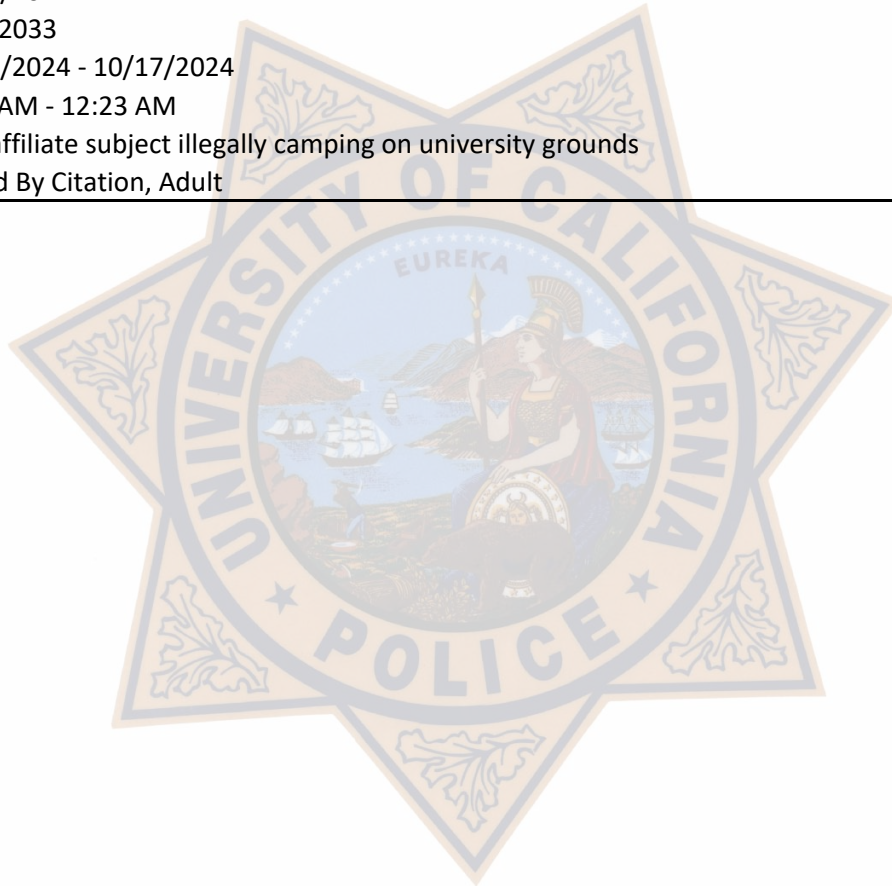 2033
/2024 - 10/17/2024
AM - 12:23 AM
affiliate subject illegally camping on university grounds
d By Citation, Adult
EUREKA
UNIVERSITY OF CALIFORNIA
POLICE